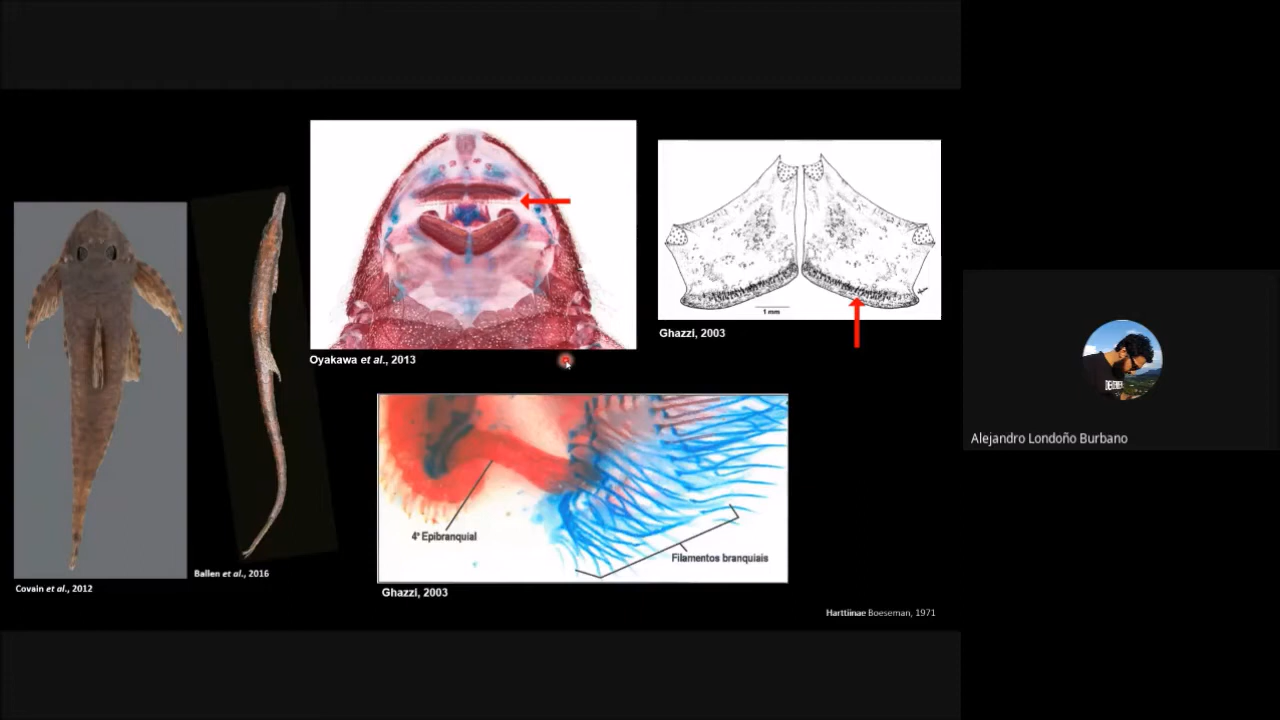 Oyakawa et al., 2013
1 mm
Ghazzi, 2003
Covain et al., 2012
Ballen et al., 2016
4° Epibranquial
Filamentos branquiais
Ghazzi, 2003
Harttiinae Boeseman, 1971
Alejandro Londoño Burbano